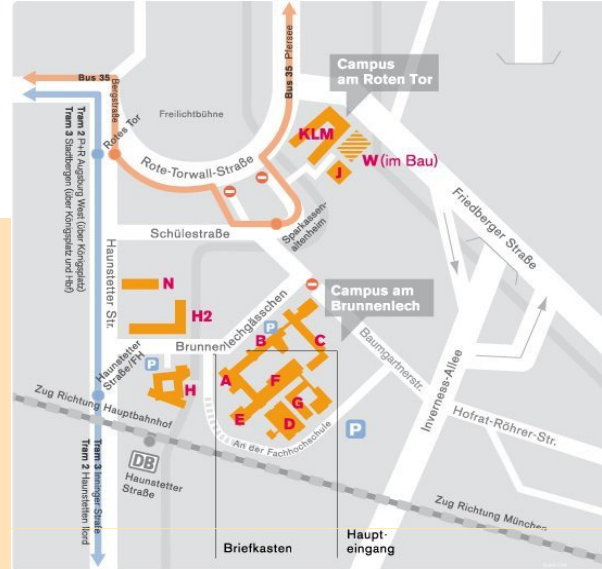 Bus 35
Bus 35 Pfersee
Campus
am Roten Tor
Bergstraße
Freilichtbühne
Rotes Tor
KLM
W (im Bau)
J
Rote-Torwall-Straße
Friedberger Straße
Tram 2 P+R Augsburg West (über Königsplatz)
Tram 3 Stadtbergen (über Königsplatz und Hbf)
Sparkassen-
altenheim
Schülestraße
Haunstetter Str.
N
H2
Campus am
Brunnenlech
Brunnenlechgässchen
P
B
C
Baumgartnerstr.
Inverness-Allee
Haunstetter
Straße/FH
P
H
A
F
G
E
D
P
An der Fachhochschule
Hofrat-Röhrer-Str.
Zug Richtung Hauptbahnhof
DB
Haunstetter
Straße
Zug Richtung München
Tram 3 Inninger Straße
Tram 2 Haunstetten Nord
Briefkasten
Haupt-
eingang